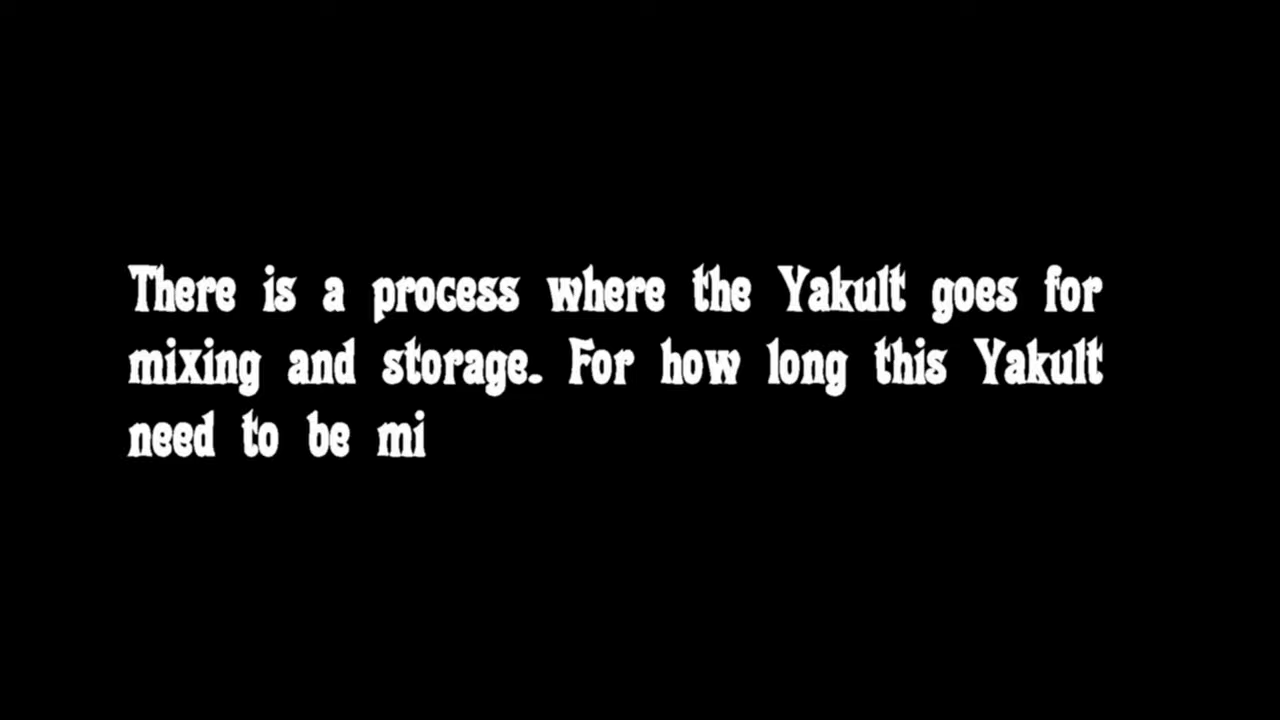 There is a process where the Yakult goes for
mixing and storage. For how long this Yakult
need to be mi